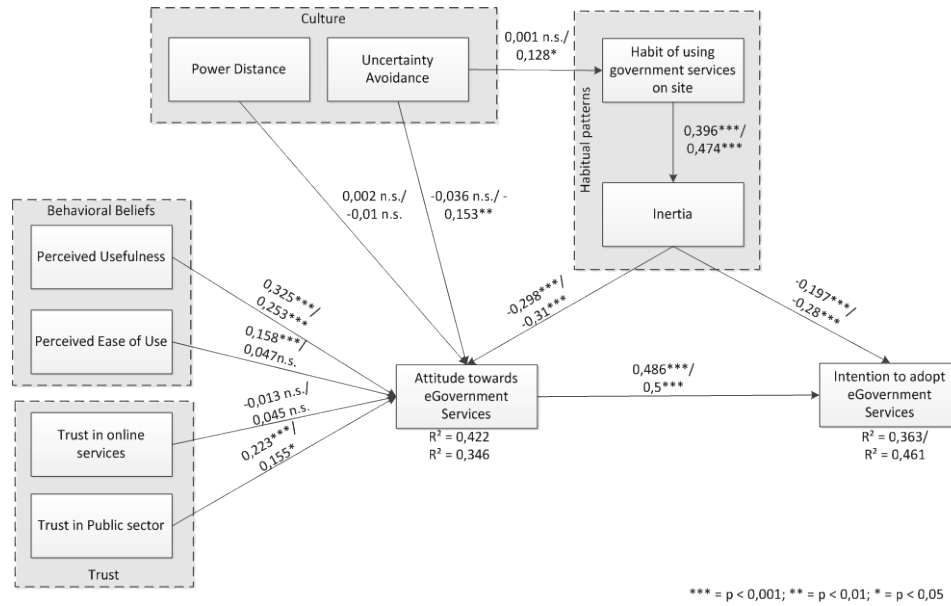 Culture
Power Distance
Uncertainty
Avoidance
0,001 n.s./
0,128*
Habit of using
government services
on site
Habitual patterns
0,396***/
0,474***
Inertia
0,002 n.s./
-0,01 n.s.
-0,036 n.s./ -
0,153**
Behavioral Beliefs
Perceived Usefulness
Perceived Ease of Use
0,325***/
0,253***
0,158***/
0,047n.s.
-0,298***/
-0,31***
-0,197***/
-0,28***
Trust in online
services
Trust in Public sector
Trust
-0,013 n.s./
0,045 n.s.
0,223***/
0,155*
Attitude towards
eGovernment
Services
R² = 0,422
R² = 0,346
0,486***/
0,5***
Intention to adopt
eGovernment
Services
R² = 0,363/
R² = 0,461
*** = p < 0,001; ** = p < 0,01; * = p < 0,05